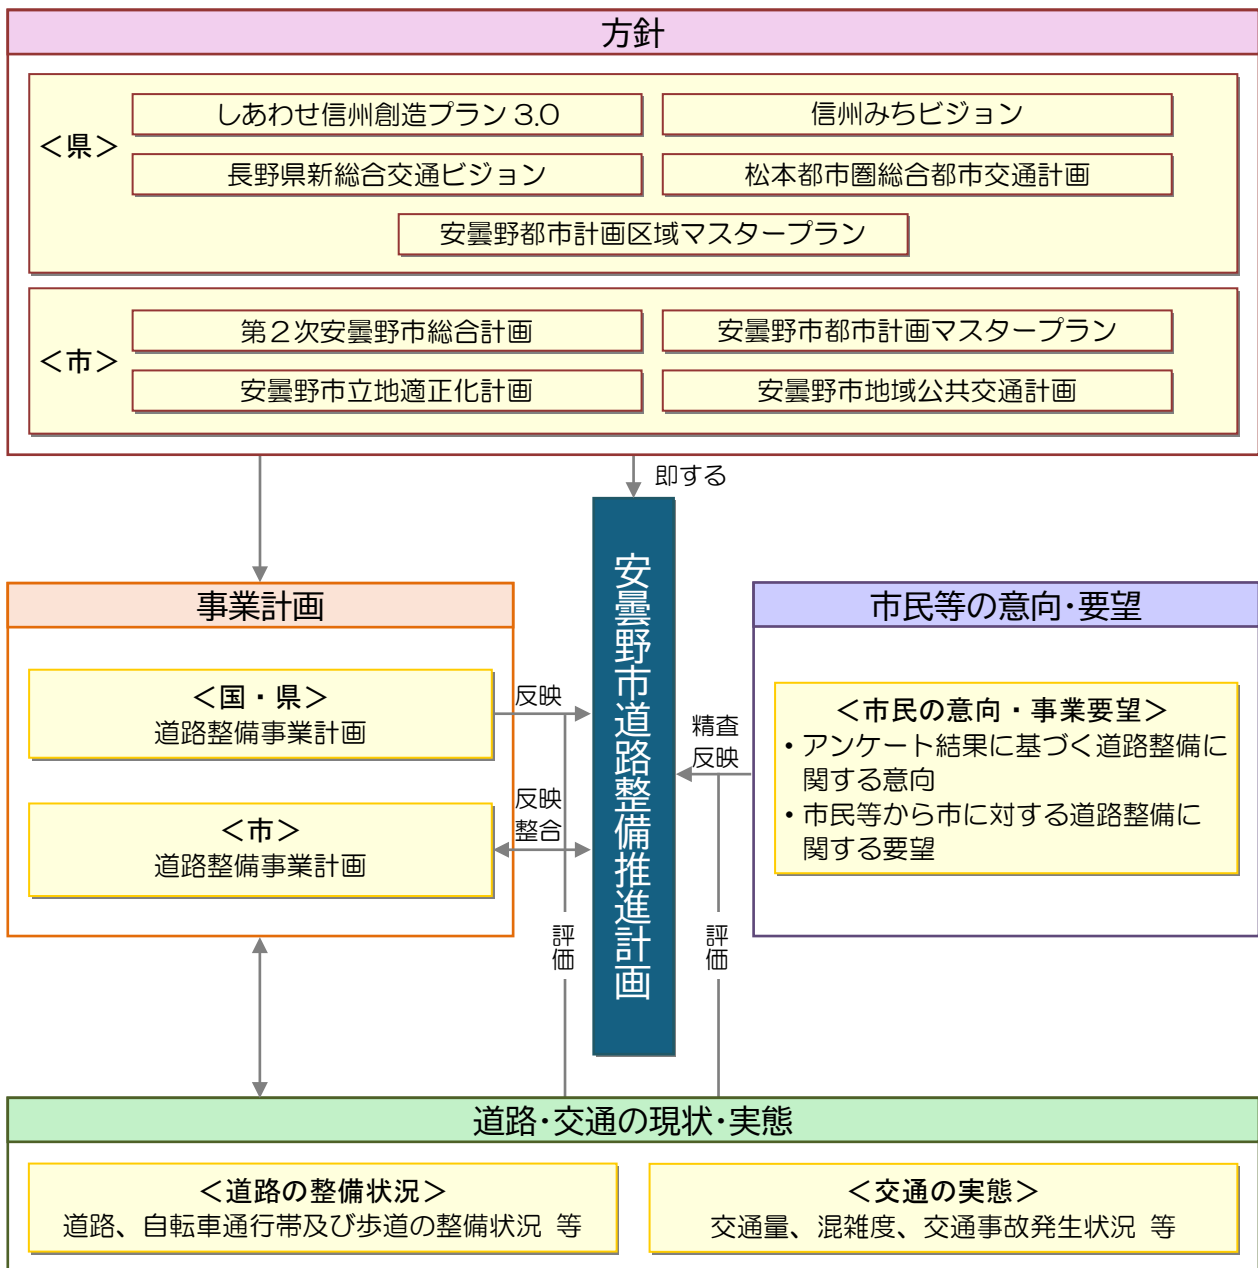 方針
＜県＞
しあわせ信州創造プラン 3.0
信州みちビジョン
長野県新総合交通ビジョン
松本都市圏総合都市交通計画
安曇野都市計画区域マスタープラン
＜市＞
第２次安曇野市総合計画
安曇野市都市計画マスタープラン
安曇野市立地適正化計画
安曇野市地域公共交通計画
即する
安曇野市道路整備推進計画
事業計画
＜国・県＞
道路整備事業計画
＜市＞
道路整備事業計画
反映
反映
整合
評価
市民等の意向・要望
＜市民の意向・事業要望＞
・アンケート結果に基づく道路整備に
関する意向
・市民等から市に対する道路整備に
関する要望
精査
反映
評価
道路・交通の現状・実態
＜道路の整備状況＞
道路、自転車通行帯及び歩道の整備状況 等
＜交通の実態＞
交通量、混雑度、交通事故発生状況 等